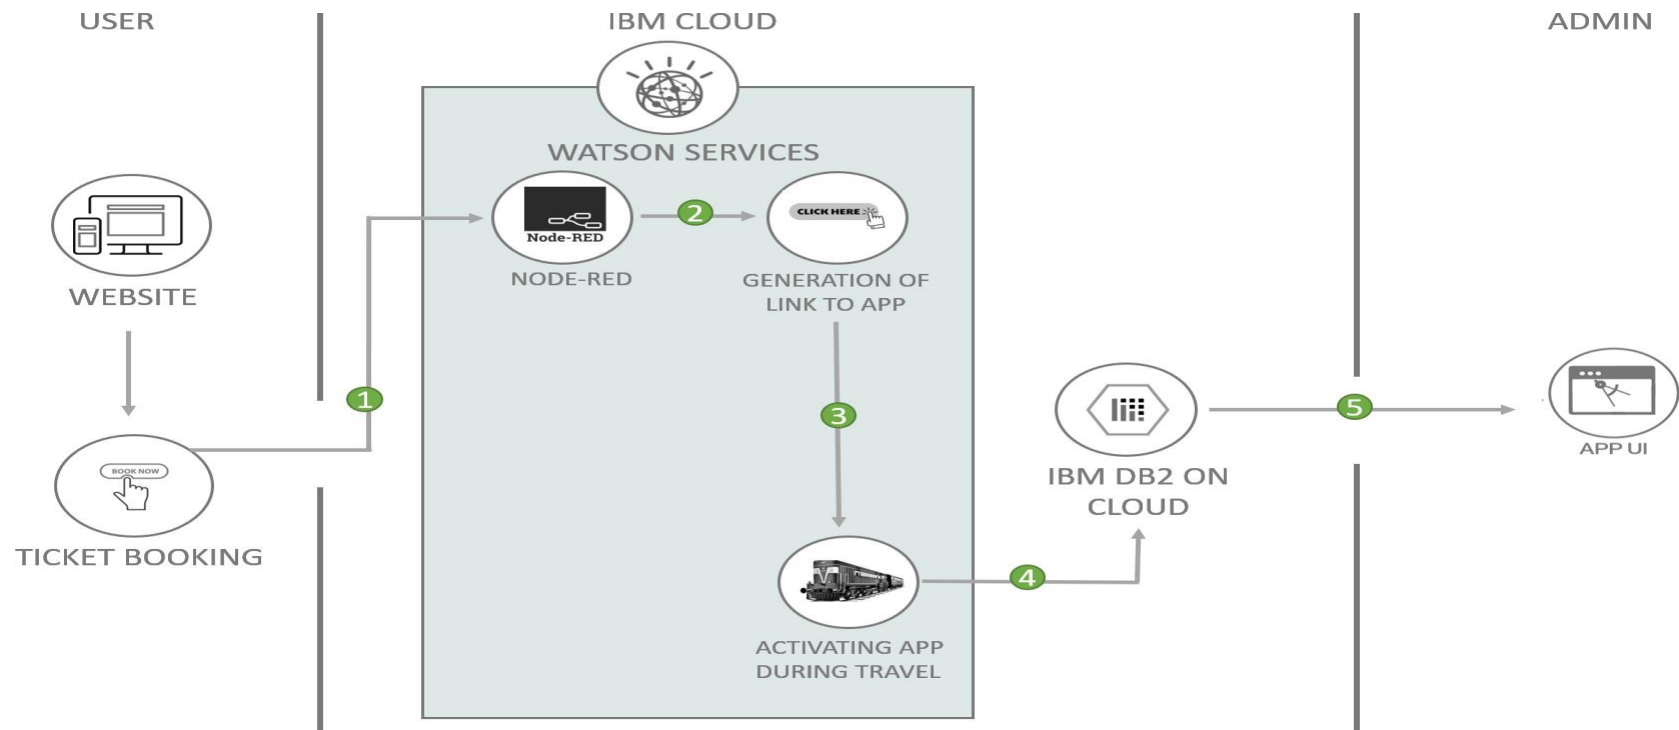 USER
IBM CLOUD
ADMIN
WATSON SERVICES
Node-RED
CLICK HERE
2
NODE-RED
GENERATION OF
LINK TO APP
WEBSITE
1
3
5
BOOK NOW
TICKET BOOKING
IBM DB2 ON
CLOUD
APP UI
4
ACTIVATING APP
DURING TRAVEL